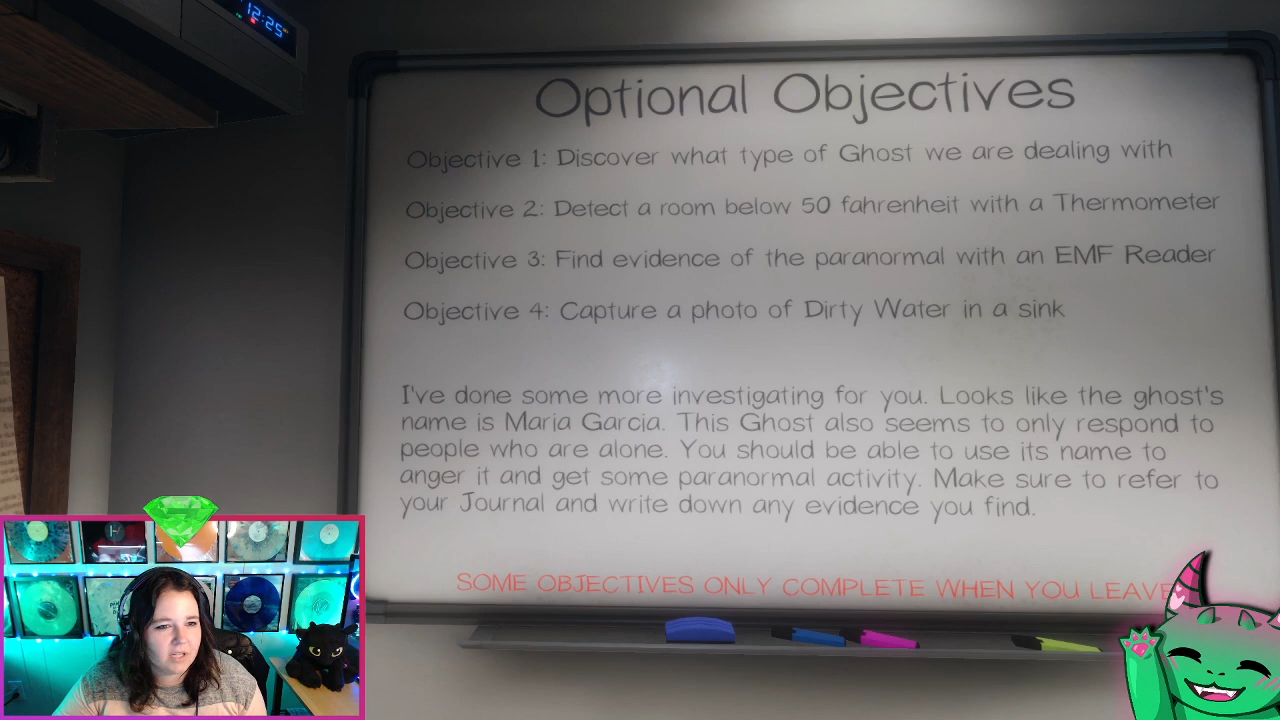 12:25
Optional Objectives
Objective 1: Discover what type of Ghost we are dealing with
Objective 2: Detect a room below 50 fahrenheit with a Thermometer
Objective 3: Find evidence of the paranormal with an EMF Reader
Objective 4: Capture a photo of Dirty Water in a sink
I've done some more investigating for you. Looks like the ghost's
name is Maria Garcia. This Ghost also seems to only respond to
people who are alone. You should be able to use its name to
anger it and get some paranormal activity. Make sure to refer to
your Journal and write down any evidence you find.
SOME OBJECTIVES ONLY COMPLETE WHEN YOU LEAVE